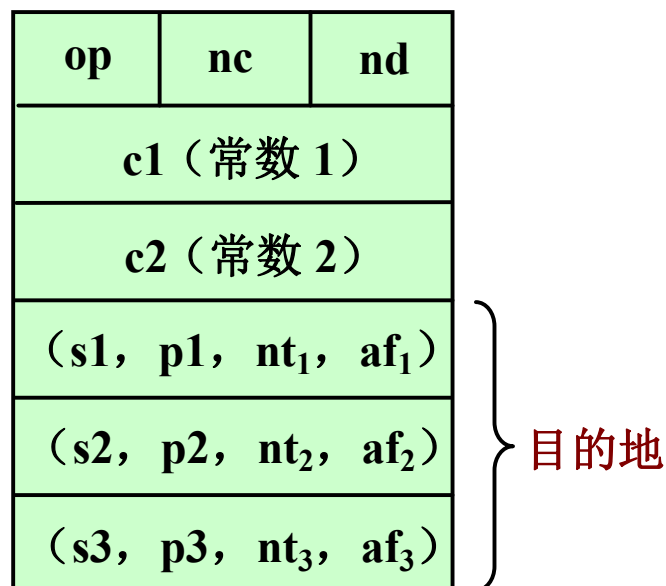 op nc nd
c1（常数 1）
c2（常数 2）
（s1，p1，nt₁，af₁）
（s2，p2，nt₂，af₂）
目的地
（s3，p3，nt₃，af₃）